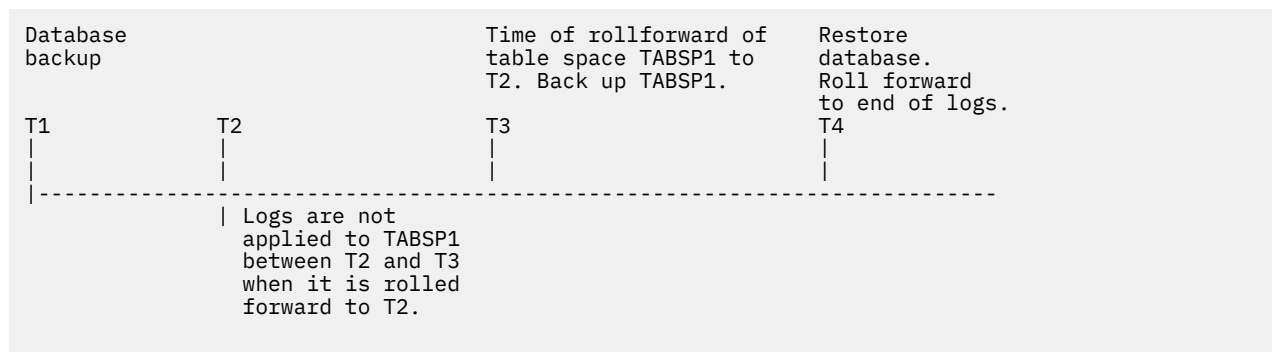 Database
backup
Time of rollforward of
table space TABSP1 to
T2. Back up TABSP1.
Restore
database.
Roll forward
to end of logs.
T1 T2 T3 T4
| | | |
| | | |
|---------------------------------------------------------------------------
| Logs are not
applied to TABSP1
between T2 and T3
when it is rolled
forward to T2.